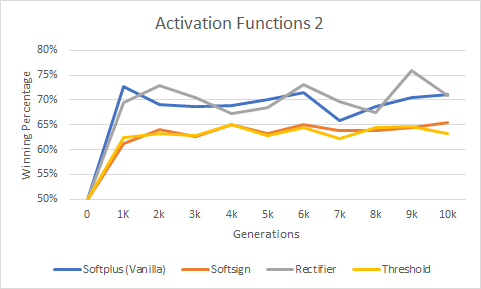 Activation Functions 2
80%
75%
70%
65%
60%
55%
50%
Winning Percentage
0 1K 2k 3k 4k 5k 6k 7k 8k 9k 10k
Generations
Softplus (Vanilla) Softsign Rectifier Threshold